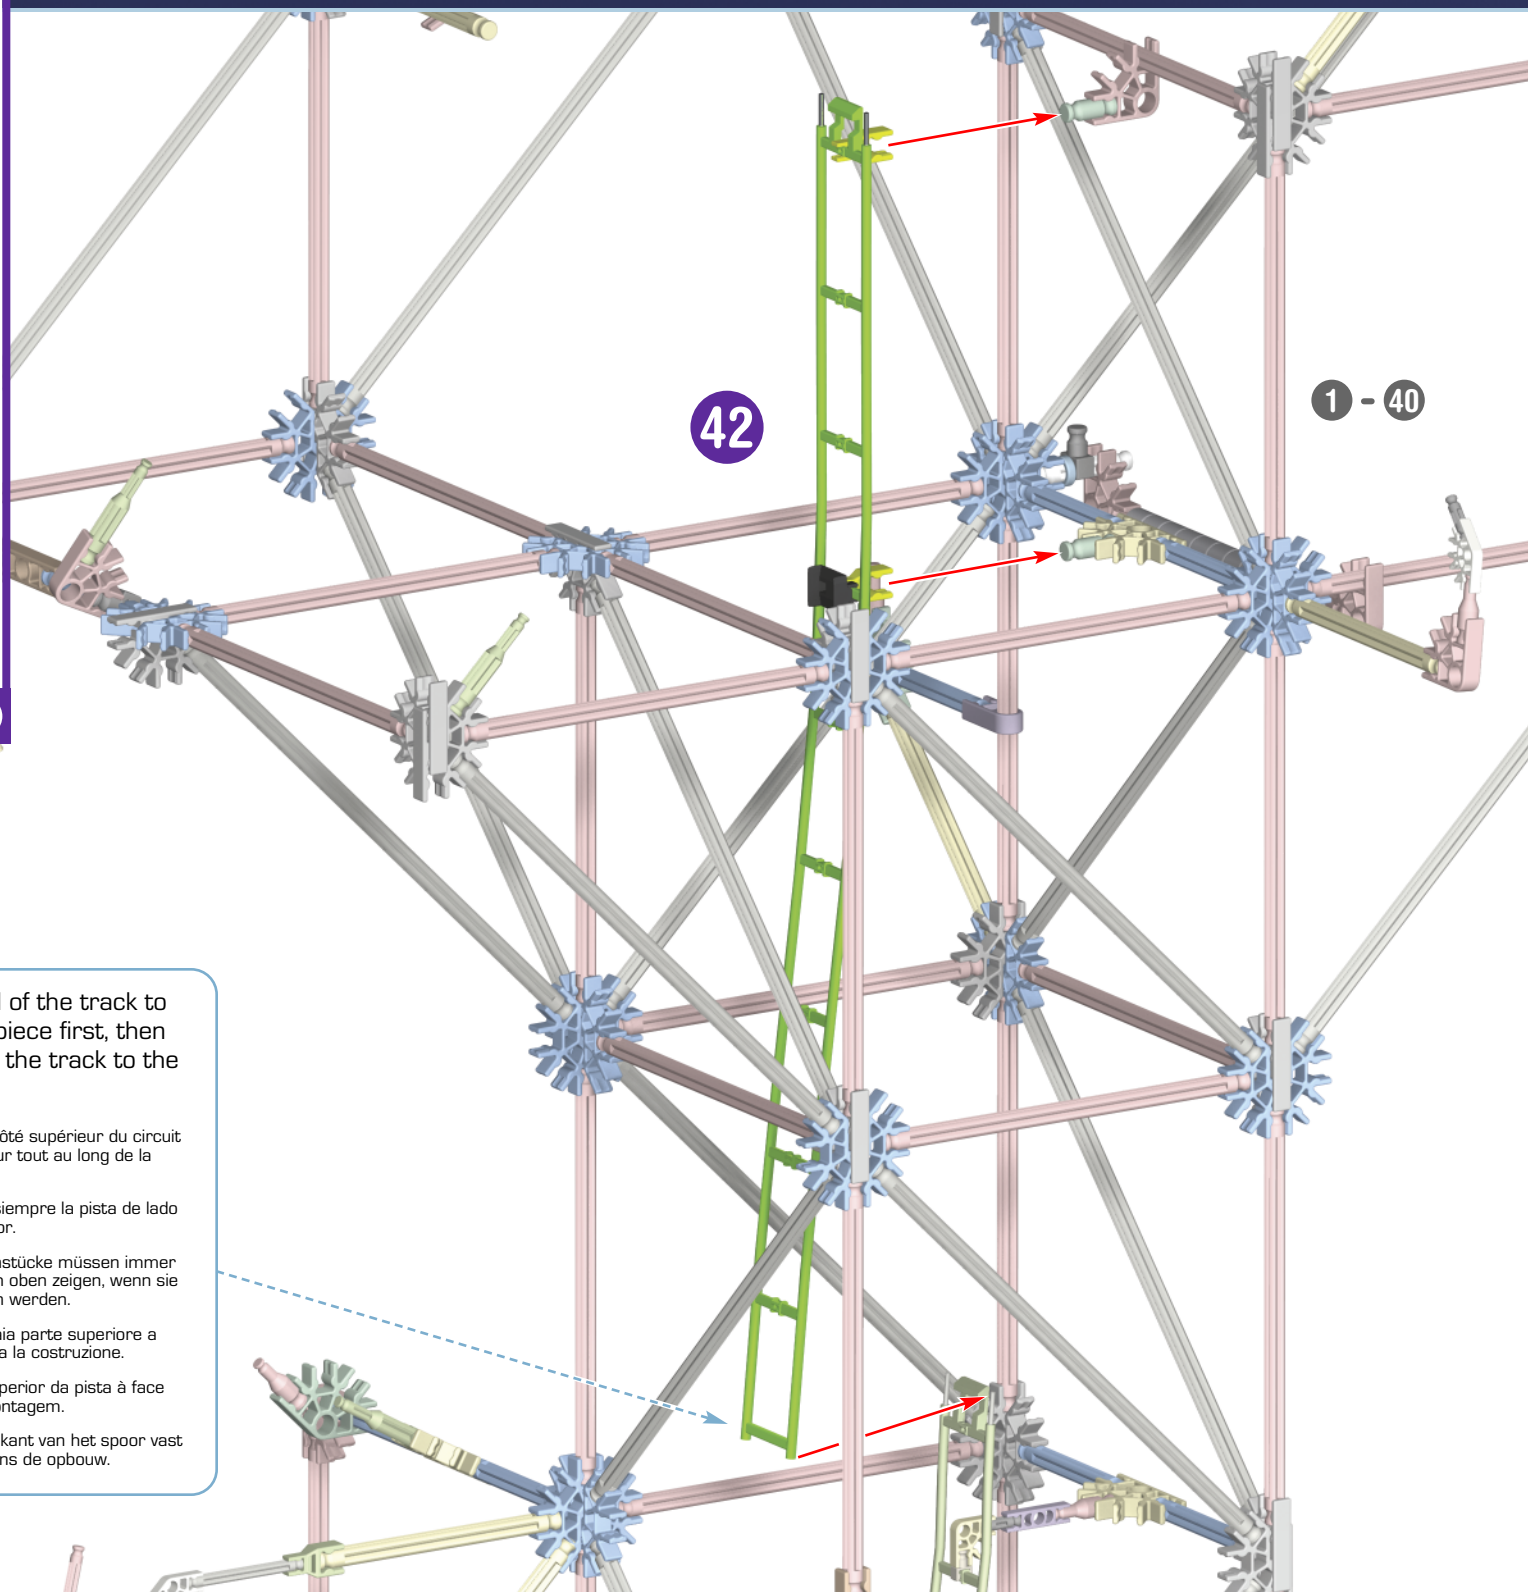 42
1 - 40
of the track to
piece first, then
the track to the
ôté supérieur du circuit
ur tout au long de la
siempre la pista de lado
or.
nstücke müssen immer
n oben zeigen, wenn sie
n werden.
nia parte superiore a
a la costruzione.
perior da pista à face
ontagem.
kant van het spoor vast
ns de opbouw.